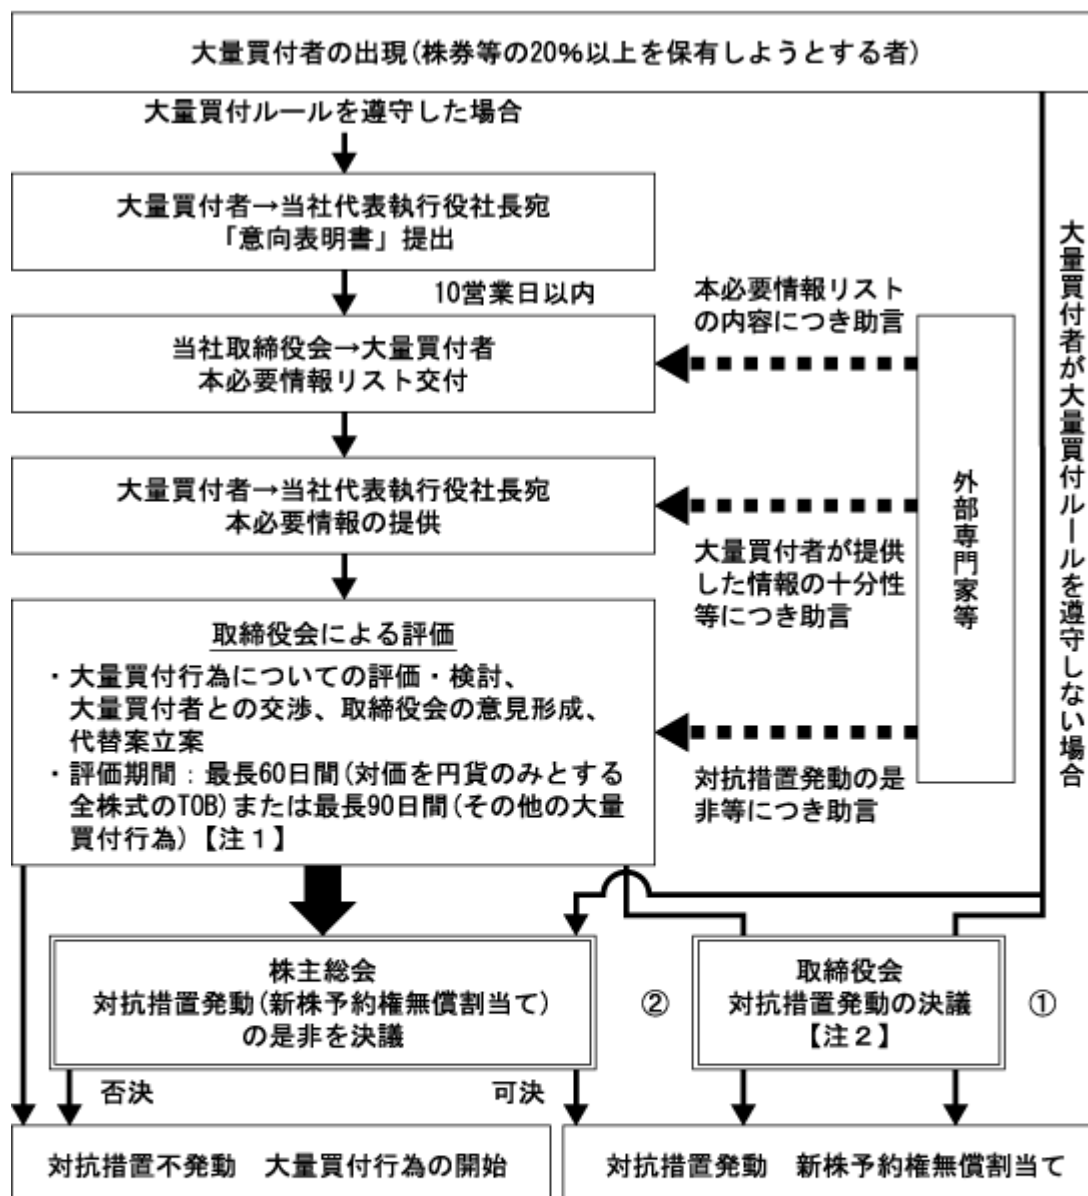 大量買付者の出現(株券等の20%以上を保有しようとする者)
大量買付ルールを遵守した場合
大量買付者→当社代表執行役社長宛
「意向表明書」提出
10営業日以内
当社取締役会→大量買付者
本必要情報リスト交付
本必要情報リスト
の内容につき助言
大量買付者→当社代表執行役社長宛
本必要情報の提供
大量買付者が提供
した情報の十分性
等につき助言
外部専門家等
大量買付者が大量買付ルールを遵守しない場合
取締役会による評価
・大量買付行為についての評価・検討、
大量買付者との交渉、取締役会の意見形成、
代替案立案
・評価期間：最長60日間(対価を円貨のみとする
全株式のTOB)または最長90日間(その他の大量
買付行為)【注１】
対抗措置発動の是
非等につき助言
株主総会
対抗措置発動(新株予約権無償割当て)
の是非を決議
②
取締役会
対抗措置発動の決議
【注２】
①
否決
可決
対抗措置不発動　大量買付行為の開始
対抗措置発動　新株予約権無償割当て